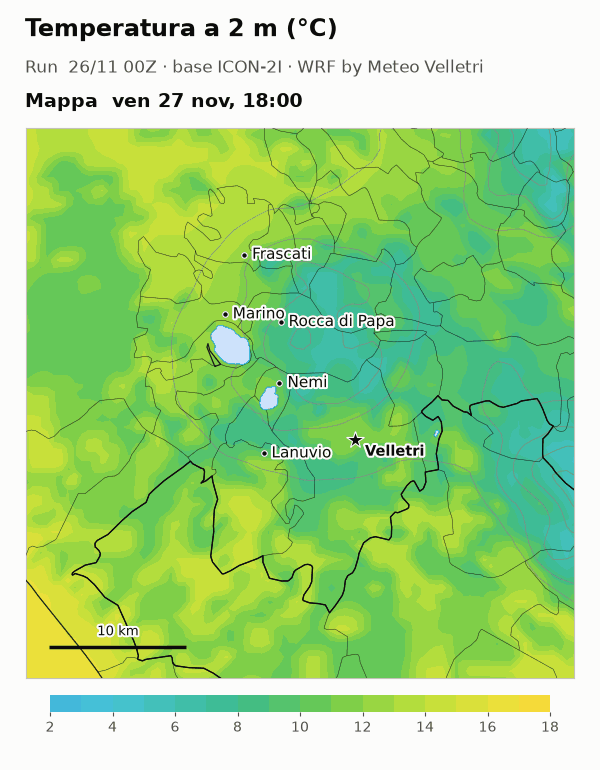 Temperatura a 2 m (°C)
Run  26/11 00Z · base ICON-2I · WRF by Meteo Velletri
Mappa  ven 27 nov, 18:00
Frascati
Marino
Rocca di Papa
Nemi
Velletri
Lanuvio
10 km
2 4 6 8 10 12 14 16 18